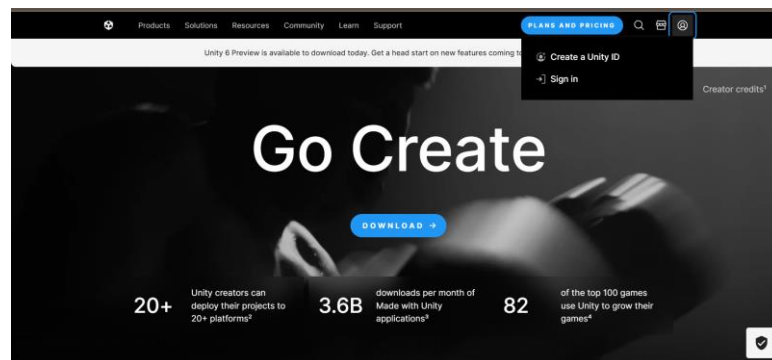 Products Solutions Resources Community Learn Support PLANS AND PRICING
Unity 6 Preview is available to download today. Get a head start on new features coming to
Create a Unity ID
Sign in
Creator credits¹
Go Create
DOWNLOAD →
20+
Unity creators can
deploy their projects to
20+ platforms²
3.6B
downloads per month of
Made with Unity
applications³
82
of the top 100 games
use Unity to grow their
games⁴